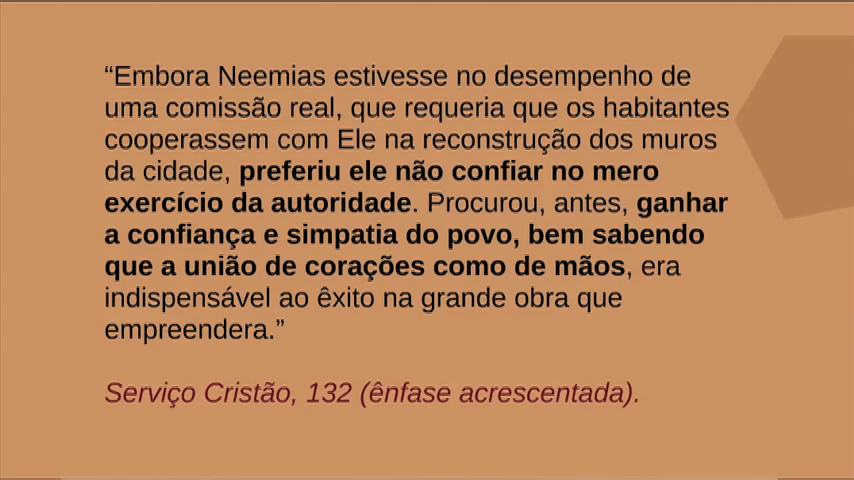 “Embora Neemias estivesse no desempenho de
uma comissão real, que requeria que os habitantes
cooperassem com Ele na reconstrução dos muros
da cidade, preferiu ele não confiar no mero
exercício da autoridade. Procurou, antes, ganhar
a confiança e simpatia do povo, bem sabendo
que a união de corações como de mãos, era
indispensável ao êxito na grande obra que
empreendera.”
Serviço Cristão, 132 (ênfase acrescentada).